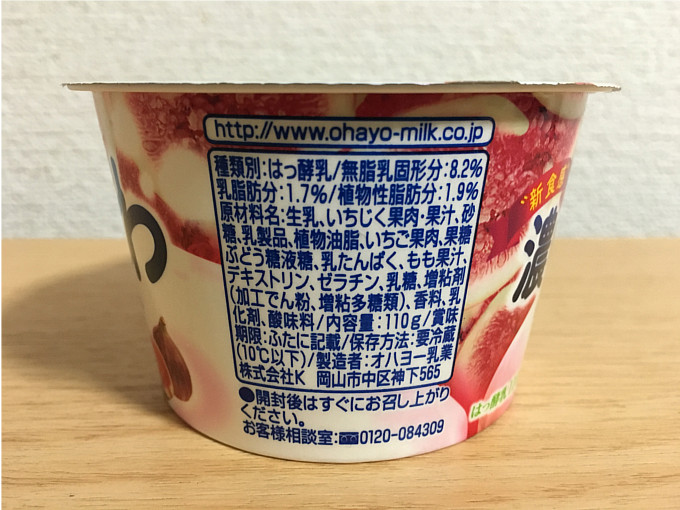 http://www.ohayo-milk.co.jp
種類別:はっ酵乳/無脂乳固形分:8.2%
乳脂肪分:1.7%/植物性脂肪分:1.9%
原材料名:生乳、いちじく果肉・果汁、砂
糖、乳製品、植物油脂、いちご果肉、果糖
ぶどう糖液糖、乳たんぱく、もも果汁、
デキストリン、ゼラチン、乳糖、増粘剤
(加工でん粉、増粘多糖類)、香料、乳
化剤、酸味料/内容量:110g/賞味
期限:ふたに記載/保存方法:要冷蔵
(10℃以下)/製造者:オハヨー乳業
株式会社K 岡山市中区神下565
●開封後はすぐにお召し上がり
ください。
お客様相談室:0120-084309
わ
新食
濃
はっ酵乳